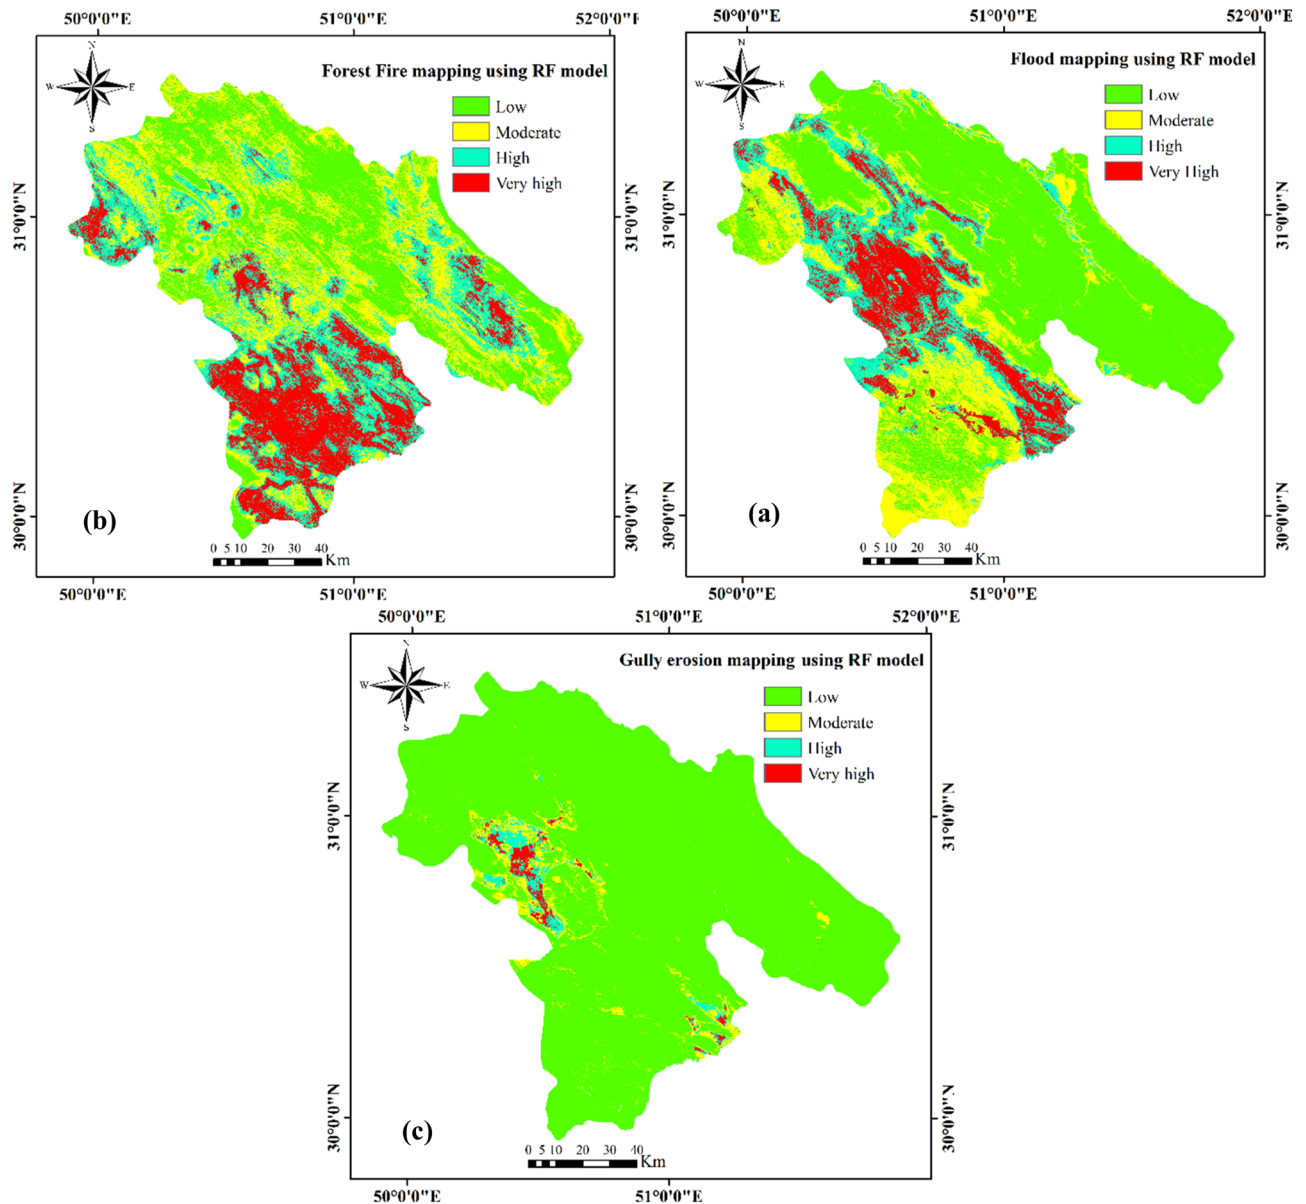 50°0'0"E 51°0'0"E 52°0'0"E
N
W E
S
Forest Fire mapping using RF model
Low
Moderate
High
Very high
31°0'0"N
30°0'0"N
31°0'0"N
30°0'0"N
(b)
0 5 10 20 30 40
Km
50°0'0"E 51°0'0"E
50°0'0"E 51°0'0"E 52°0'0"E
N
W E
S
Flood mapping using RF model
Low
Moderate
High
Very High
31°0'0"N
30°0'0"N
31°0'0"N
30°0'0"N
(a)
0 5 10 20 30 40
Km
50°0'0"E 51°0'0"E
50°0'0"E 51°0'0"E 52°0'0"E
N
W E
S
Gully erosion mapping using RF model
Low
Moderate
High
Very high
31°0'0"N
30°0'0"N
31°0'0"N
30°0'0"N
(c)
0 5 10 20 30 40
Km
50°0'0"E 51°0'0"E